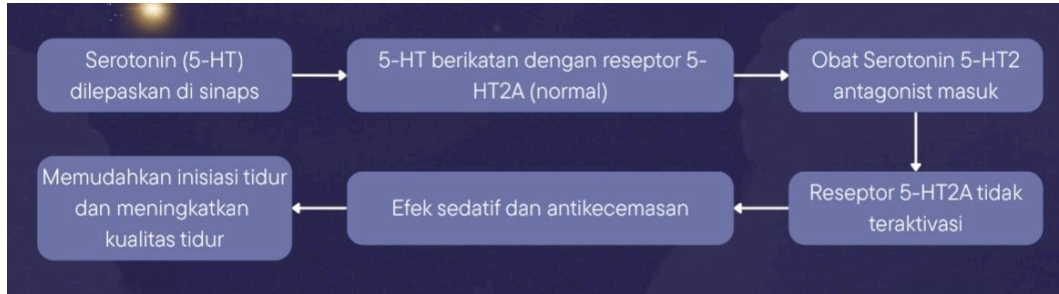 Serotonin (5-HT)
dilepaskan di sinaps
5-HT berikatan dengan reseptor 5-
HT2A (normal)
Obat Serotonin 5-HT2
antagonist masuk
Reseptor 5-HT2A tidak
teraktivasi
Efek sedatif dan antikecemasan
Memudahkan inisiasi tidur
dan meningkatkan
kualitas tidur